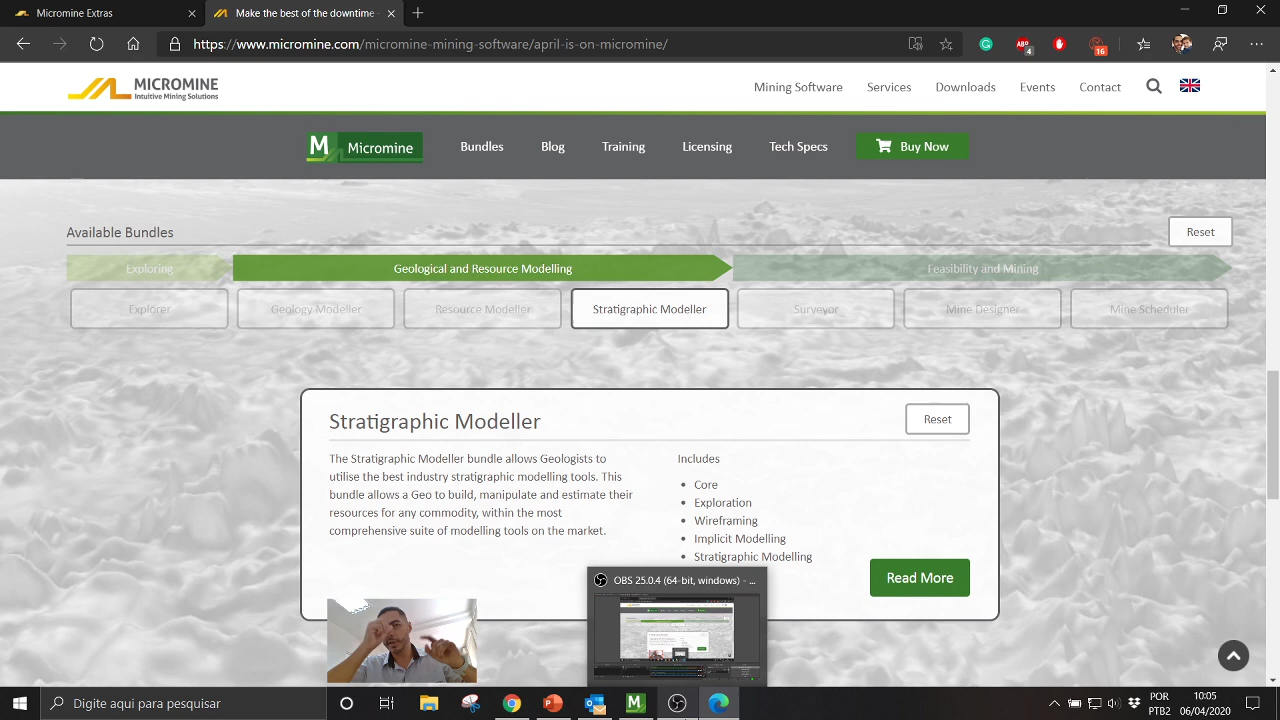 Micromine Extras
Make the best of the downtime -
https://www.micromine.com/micromine-mining-software/april-is-on-micromine/
ABP
4
16
MICROMINE
Intuitive Mining Solutions
Mining Software
Services
Downloads
Events
Contact
M Micromine
Bundles
Blog
Training
Licensing
Tech Specs
Buy Now
Available Bundles
Reset
Exploring
Geological and Resource Modelling
Feasibility and Mining
Explorer
Geology Modeller
Resource Modeller
Stratigraphic Modeller
Surveyor
Mine Designer
Mine Scheduler
Stratigraphic Modeller
Reset
The Stratigraphic Modeller bundle allows Geologists to
utilise the best industry stratigraphic modelling tools. This
bundle allows a Geo to build, manipulate and estimate their
resources for any commodity, within the most
comprehensive suite of modelling tools on the market.
Includes
Core
Exploration
Wireframing
Implicit Modelling
Stratigraphic Modelling
Read More
OBS 25.0.4 (64-bit, windows) - ...
Digite aqui para pesquisar
M
POR
PTB2
10:05
06/04/2020